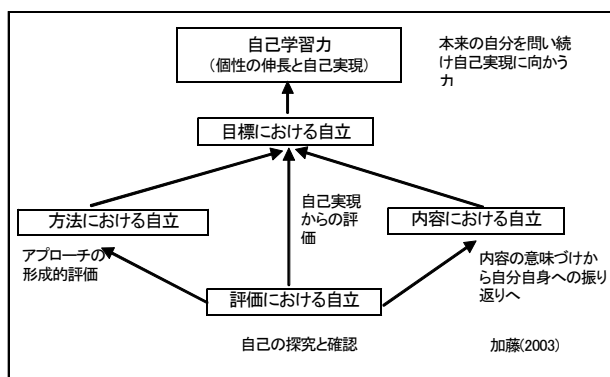 自己学習力
(個性の伸長と自己実現)
本来の自分を問い続
け自己実現に向かう
力
目標における自立
自己実現
からの評
価
方法における自立
内容における自立
アプローチの
形成的評価
内容の意味づけか
ら自分自身への振り
返りへ
評価における自立
自己の探究と確認
加藤(2003)